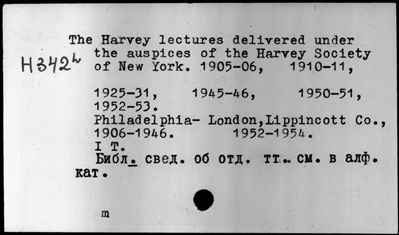 The Harvey lectures delivered under
the auspices of the Harvey Society
H342h
of New York. 1905-06, 1910-11,
1925-31, 1945-46, 1950-51,
1952-53.
Philadelphia- London,Lippincott Co.,
1906-1946. 1952-1954.
I T.
Библ. свед. об отд. тт.. см. в алф.
кат.
m